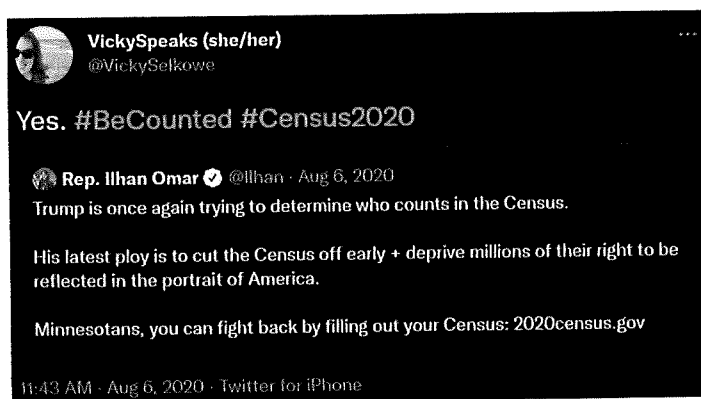 VickySpeaks (she/her)
@VickySelkowe
Yes. #BeCounted #Census2020
Rep. Ilhan Omar @Ilhan · Aug 6, 2020
Trump is once again trying to determine who counts in the Census.
His latest ploy is to cut the Census off early + deprive millions of their right to be
reflected in the portrait of America.
Minnesotans, you can fight back by filling out your Census: 2020census.gov
11:43 AM · Aug 6, 2020 · Twitter for iPhone